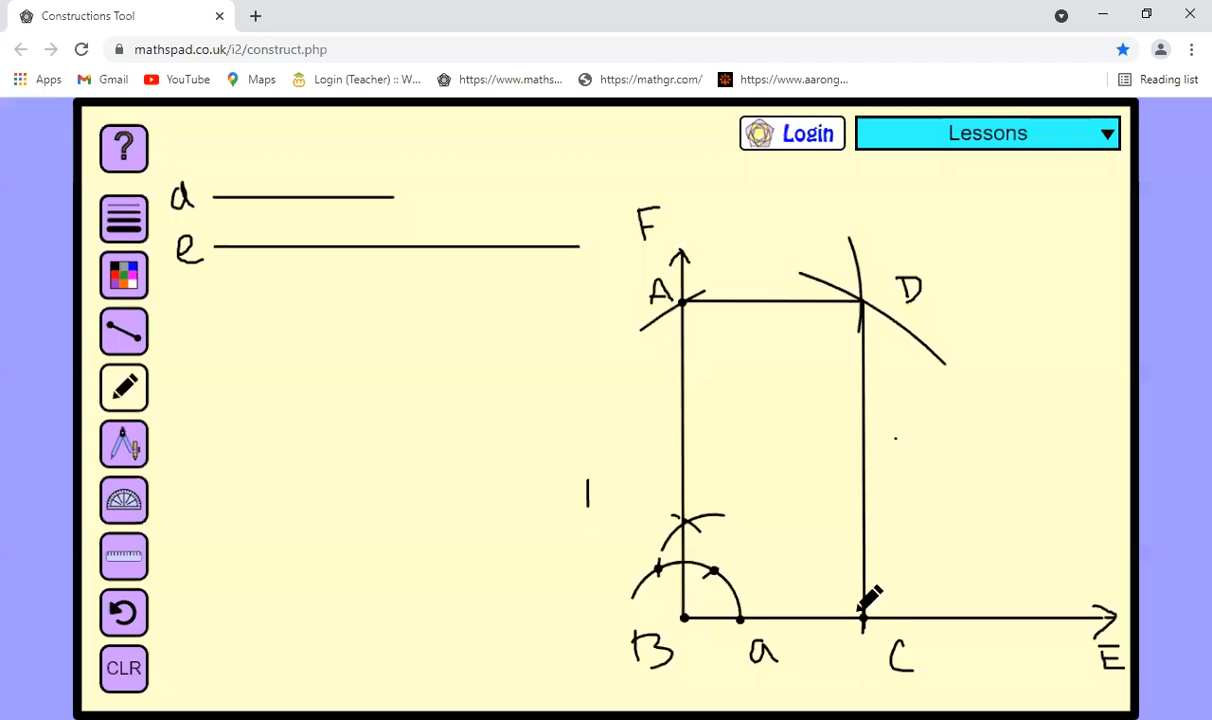 Constructions Tool
mathspad.co.uk/i2/construct.php
Apps Gmail YouTube Maps Login (Teacher) :: W... https://www.maths... https://mathgr.com/ https://www.aarong... Reading list
? Login Lessons
a
e
F
A D
B a C E
CLR